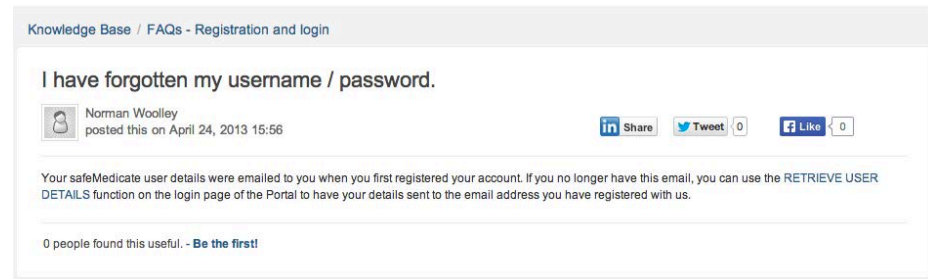 Knowledge Base / FAQs - Registration and login
I have forgotten my username / password.
Norman Woolley
posted this on April 24, 2013 15:56
in Share Tweet 0 f Like 0
Your safeMedicate user details were emailed to you when you first registered your account. If you no longer have this email, you can use the RETRIEVE USER
DETAILS function on the login page of the Portal to have your details sent to the email address you have registered with us.
0 people found this useful. - Be the first!